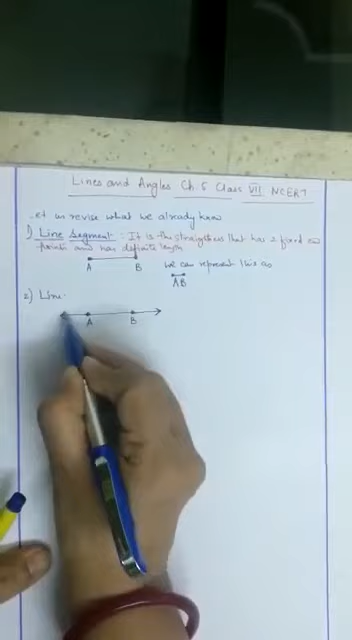 Lines and Angles Ch. 5 Class VII NCERT
Let us revise what we already know
1) Line Segment : It is the straightline that has 2 fixed end
points and has definite length
A B
we can represent this as
AB
2) Line.
A B